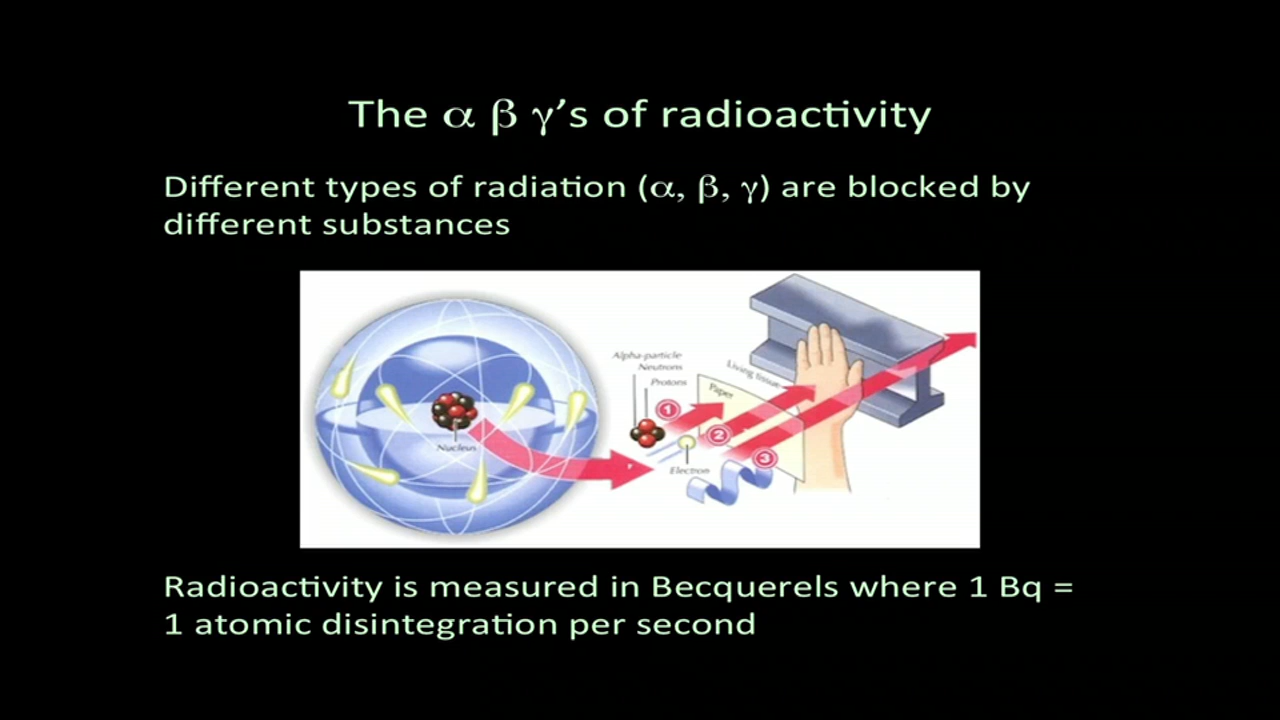 The α β γ’s of radioactivity
Different types of radiation (α, β, γ) are blocked by
different substances
Nucleus
Alpha-particle
Neutrons
Protons
1
Electron
2
3
Paper
Living tissue
Radioactivity is measured in Becquerels where 1 Bq =
1 atomic disintegration per second